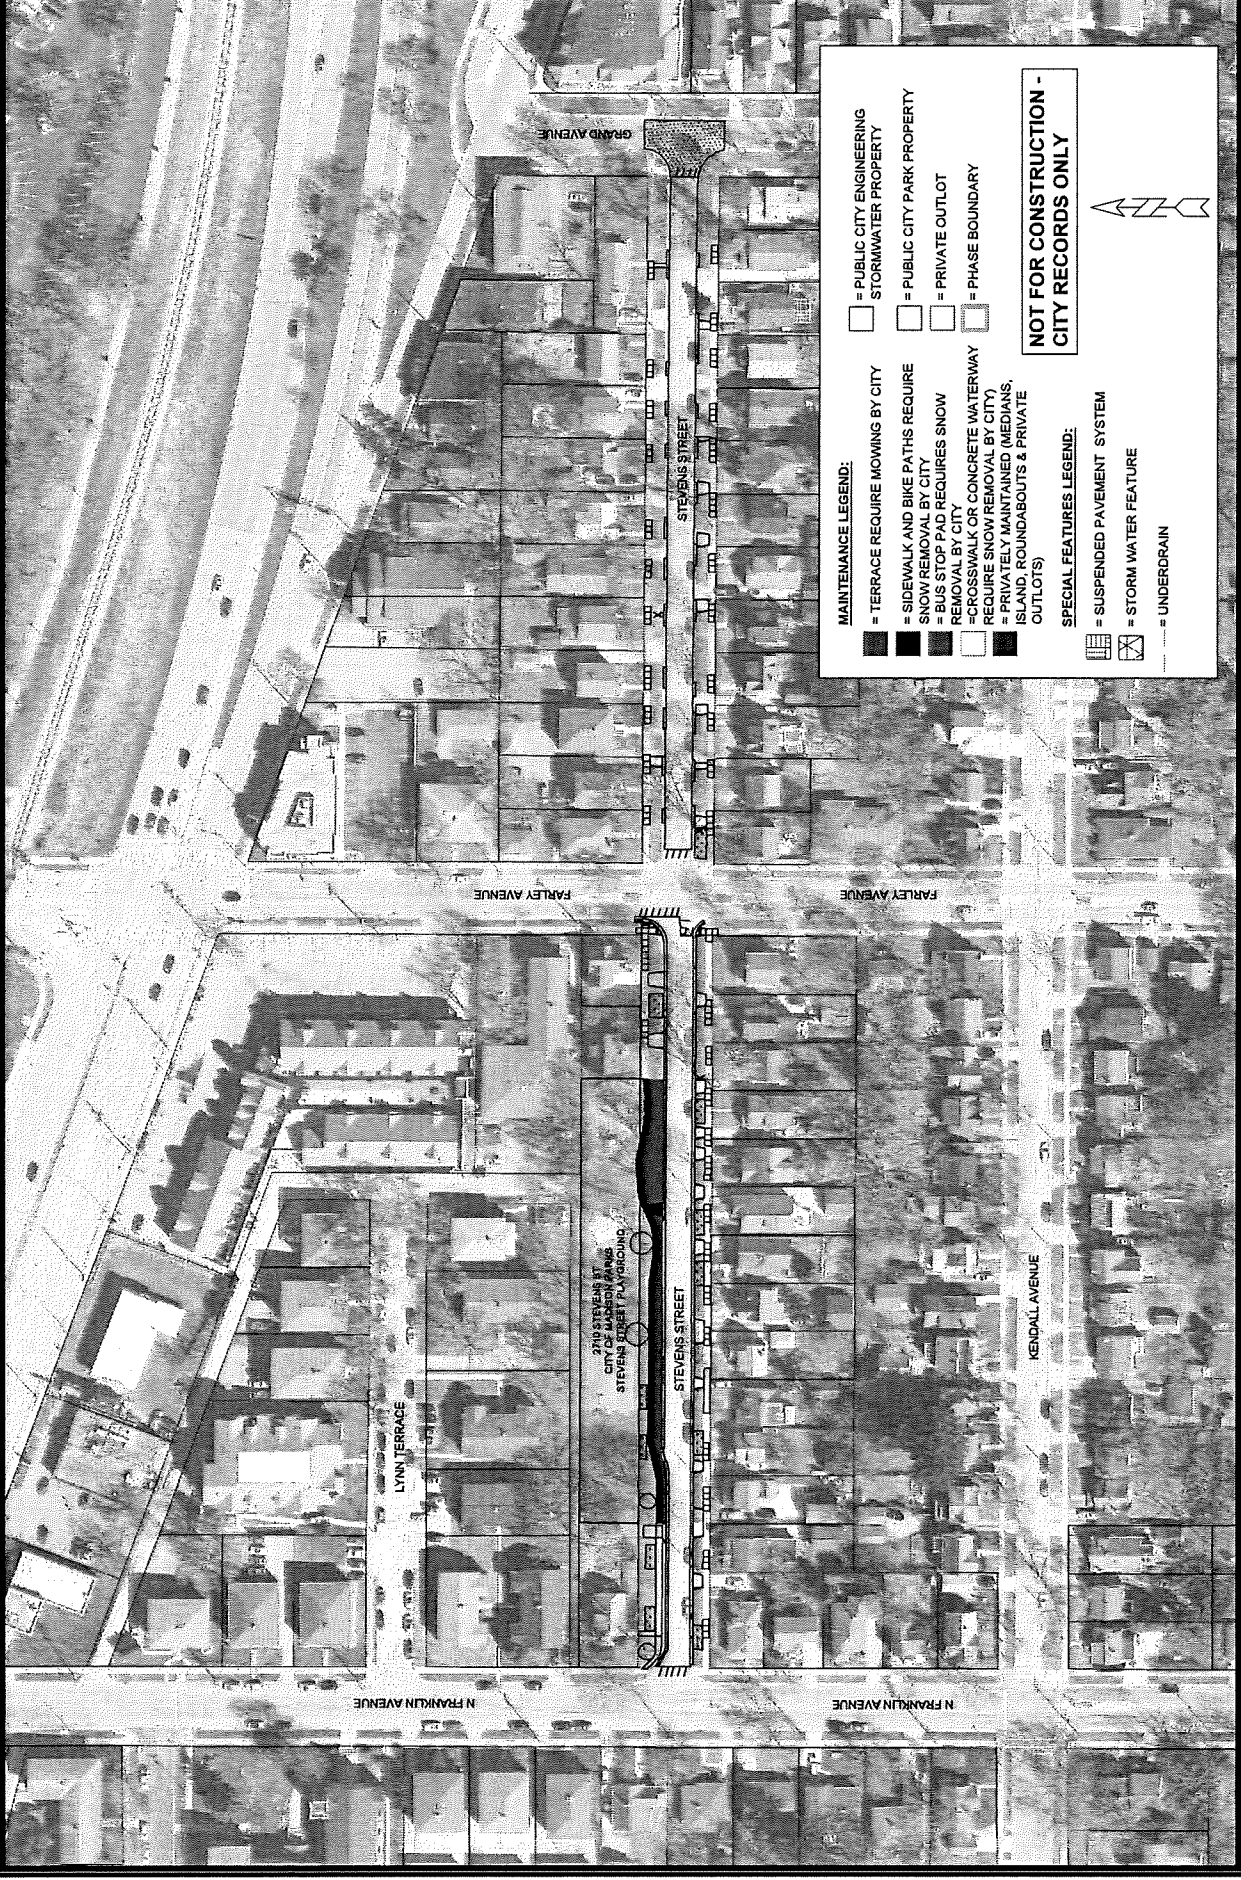 GRAND AVENUE
STEVENS STREET
FARLEY AVENUE
FARLEY AVENUE
2710 STEVENS ST
CITY OF MADISON PARKS
STEVENS STREET PLAYGROUND
STEVENS STREET
LYNN TERRACE
KENDALL AVENUE
N FRANKLIN AVENUE
N FRANKLIN AVENUE
MAINTENANCE LEGEND:
= TERRACE REQUIRE MOWING BY CITY
= SIDEWALK AND BIKE PATHS REQUIRE
SNOW REMOVAL BY CITY
= BUS STOP PAD REQUIRES SNOW
REMOVAL BY CITY
=CROSSWALK OR CONCRETE WATERWAY
REQUIRE SNOW REMOVAL BY CITY)
= PRIVATELY MAINTAINED (MEDIANS,
ISLAND, ROUNDABOUTS & PRIVATE
OUTLOTS)
= PUBLIC CITY ENGINEERING
STORMWATER PROPERTY
= PUBLIC CITY PARK PROPERTY
= PRIVATE OUTLOT
= PHASE BOUNDARY
SPECIAL FEATURES LEGEND:
= SUSPENDED PAVEMENT SYSTEM
= STORM WATER FEATURE
= UNDERDRAIN
NOT FOR CONSTRUCTION -
CITY RECORDS ONLY